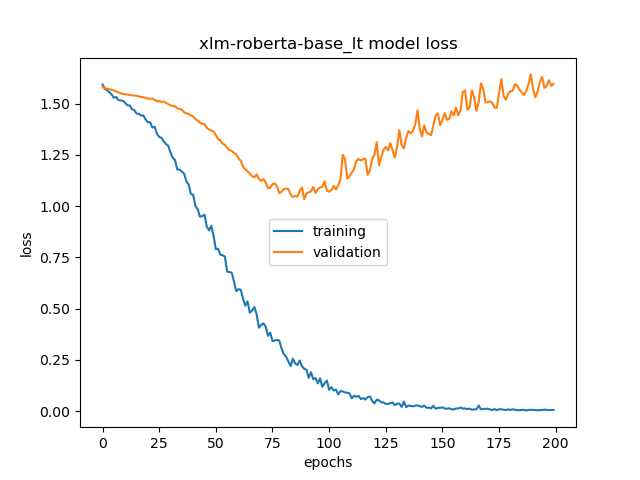 xlm-roberta-base_lt model loss
loss
1.50
1.25
1.00
0.75
0.50
0.25
0.00
training
validation
0 25 50 75 100 125 150 175 200
epochs